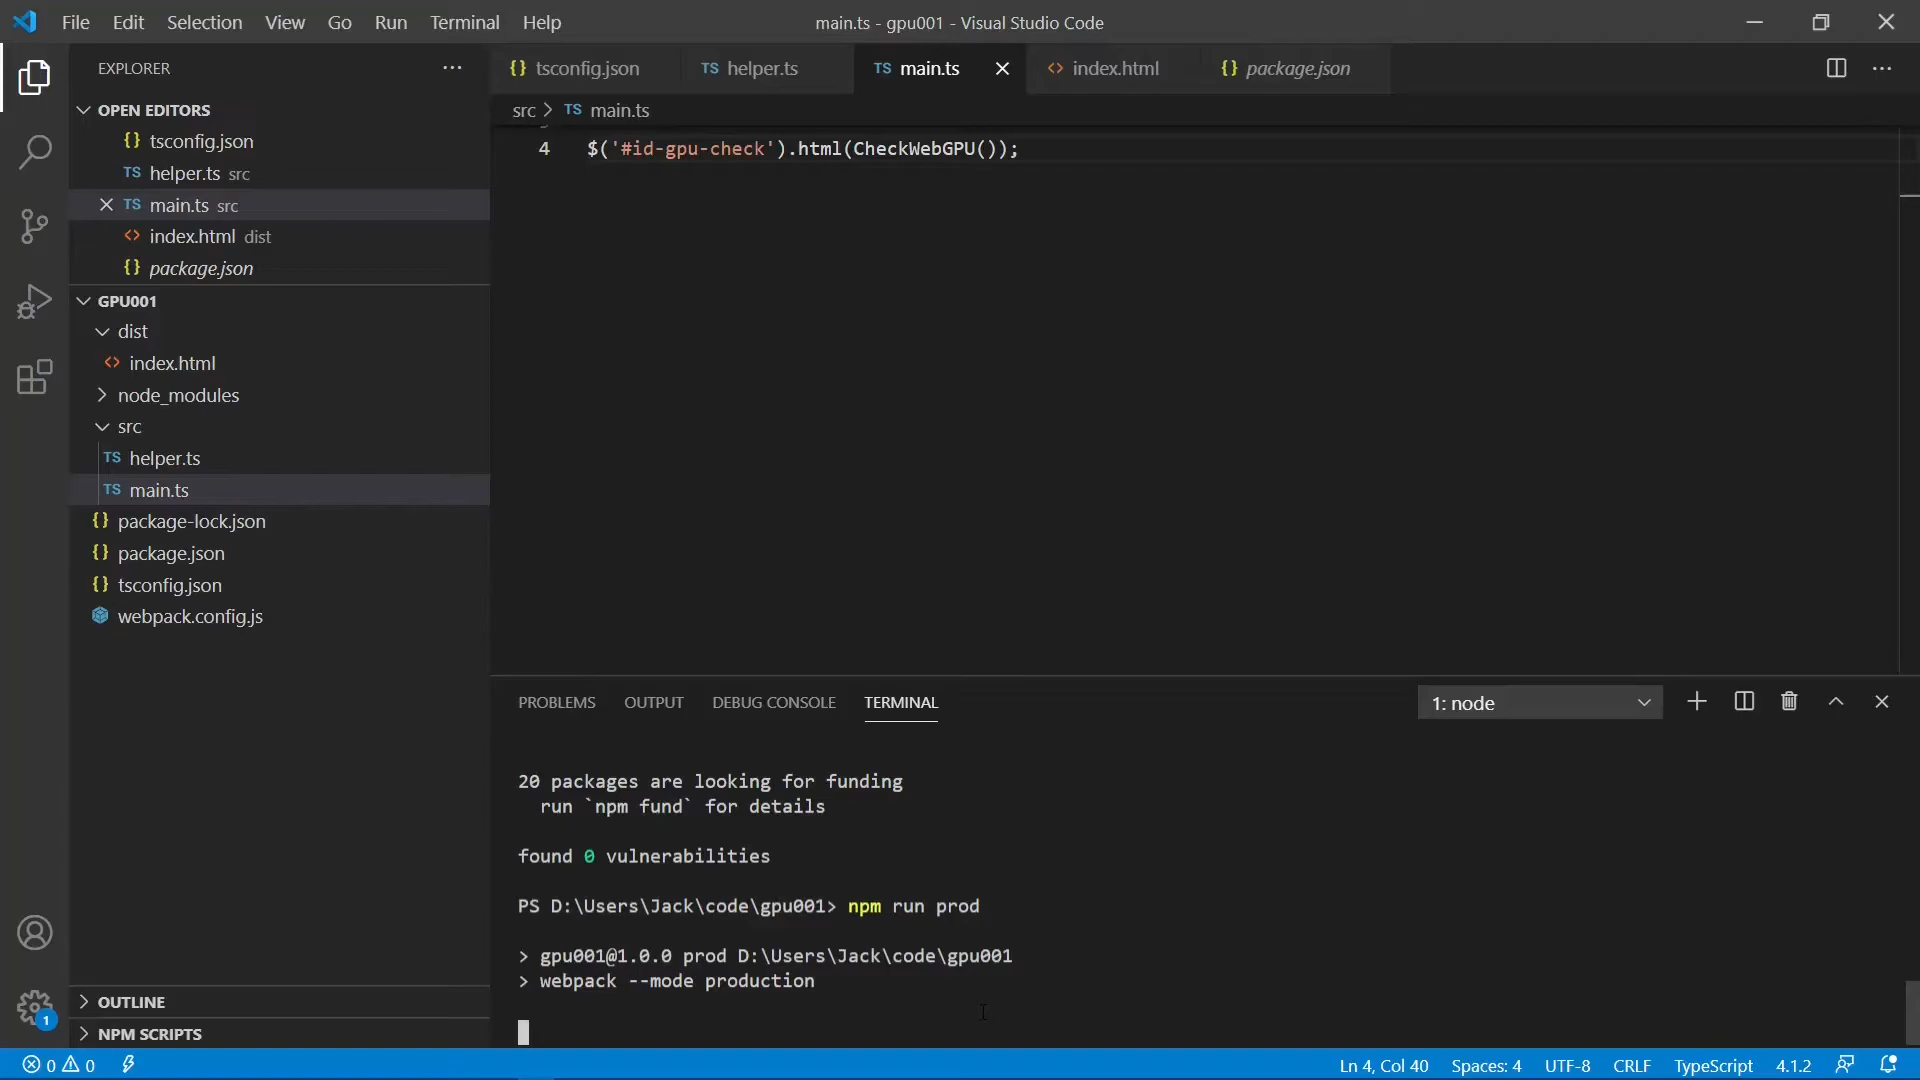 File Edit Selection View Go Run Terminal Help
main.ts - gpu001 - Visual Studio Code
EXPLORER
{} tsconfig.json
TS helper.ts
TS main.ts
<> index.html
{} package.json
OPEN EDITORS
src > TS main.ts
{} tsconfig.json
TS helper.ts src
TS main.ts src
<> index.html dist
{} package.json
4 $('#id-gpu-check').html(CheckWebGPU());
GPU001
dist
<> index.html
node_modules
src
TS helper.ts
TS main.ts
{} package-lock.json
{} package.json
{} tsconfig.json
webpack.config.js
OUTLINE
NPM SCRIPTS
PROBLEMS OUTPUT DEBUG CONSOLE TERMINAL
1: node
20 packages are looking for funding
run `npm fund` for details
found 0 vulnerabilities
PS D:\Users\Jack\code\gpu001> npm run prod
> gpu001@1.0.0 prod D:\Users\Jack\code\gpu001
> webpack --mode production
1
0 0
Ln 4, Col 40 Spaces: 4 UTF-8 CRLF TypeScript 4.1.2